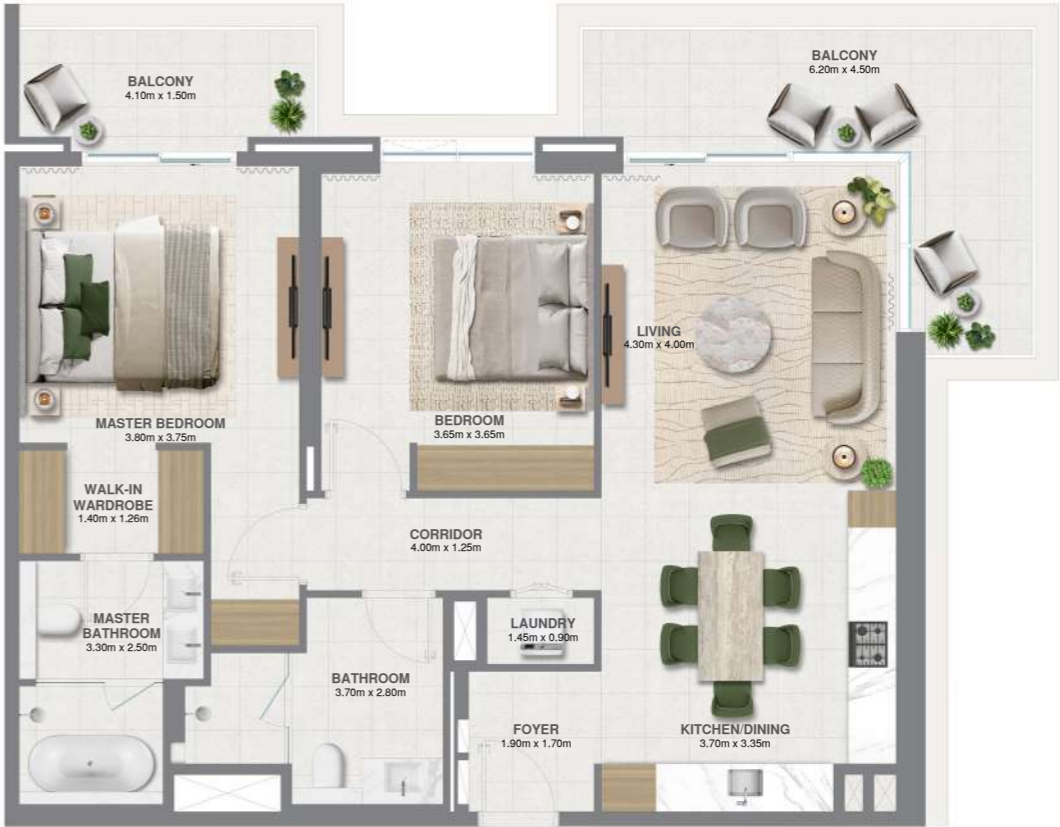 BALCONY
4.10m x 1.50m
BALCONY
6.20m x 4.50m
LIVING
4.30m x 4.00m
MASTER BEDROOM
3.80m x 3.75m
BEDROOM
3.65m x 3.65m
WALK-IN
WARDROBE
1.40m x 1.26m
CORRIDOR
4.00m x 1.25m
MASTER
BATHROOM
3.30m x 2.50m
LAUNDRY
1.45m x 0.90m
BATHROOM
3.70m x 2.80m
FOYER
1.90m x 1.70m
KITCHEN/DINING
3.70m x 3.35m